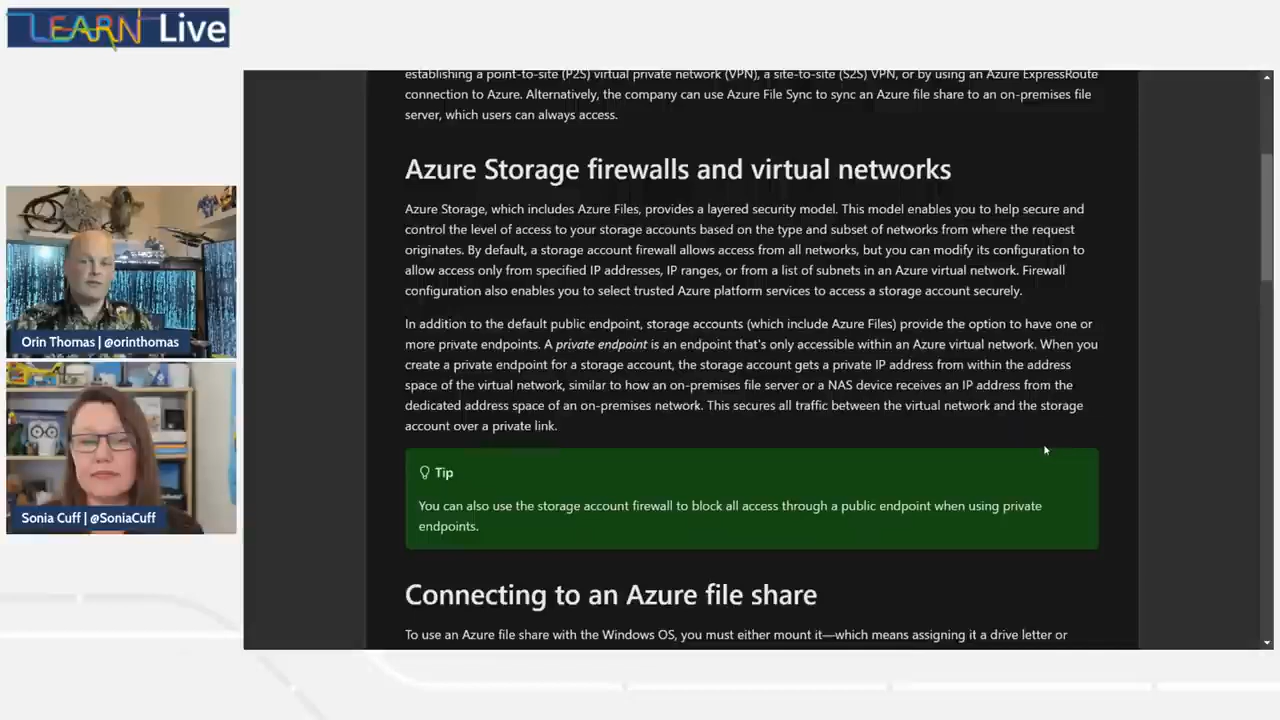 LEARN Live
establishing a point-to-site (P2S) virtual private network (VPN), a site-to-site (S2S) VPN, or by using an Azure ExpressRoute
connection to Azure. Alternatively, the company can use Azure File Sync to sync an Azure file share to an on-premises file
server, which users can always access.
Azure Storage firewalls and virtual networks
Azure Storage, which includes Azure Files, provides a layered security model. This model enables you to help secure and
control the level of access to your storage accounts based on the type and subset of networks from where the request
originates. By default, a storage account firewall allows access from all networks, but you can modify its configuration to
allow access only from specified IP addresses, IP ranges, or from a list of subnets in an Azure virtual network. Firewall
configuration also enables you to select trusted Azure platform services to access a storage account securely.
In addition to the default public endpoint, storage accounts (which include Azure Files) provide the option to have one or
more private endpoints. A private endpoint is an endpoint that's only accessible within an Azure virtual network. When you
create a private endpoint for a storage account, the storage account gets a private IP address from within the address
space of the virtual network, similar to how an on-premises file server or a NAS device receives an IP address from the
dedicated address space of an on-premises network. This secures all traffic between the virtual network and the storage
account over a private link.
Tip
You can also use the storage account firewall to block all access through a public endpoint when using private
endpoints.
Connecting to an Azure file share
To use an Azure file share with the Windows OS, you must either mount it—which means assigning it a drive letter or
Orin Thomas | @orinthomas
Sonia Cuff | @SoniaCuff